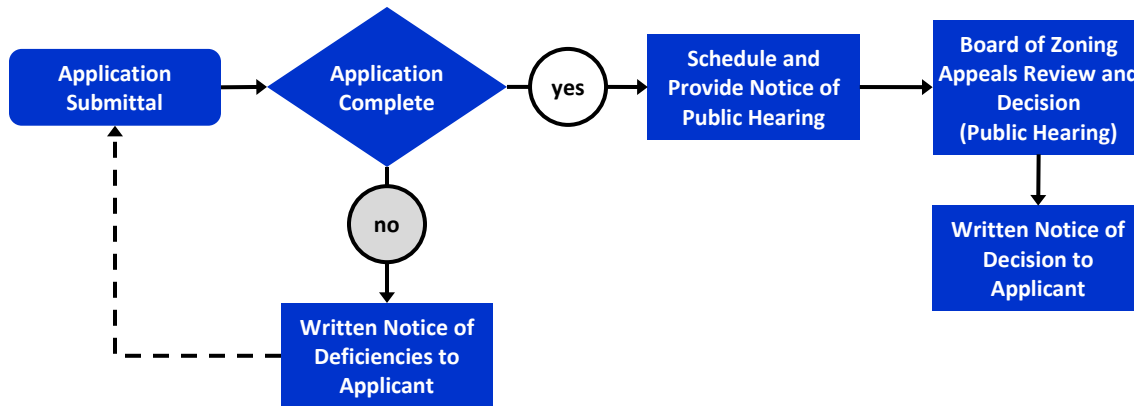 Application
Submittal
Application
Complete
yes
Schedule and
Provide Notice of
Public Hearing
Board of Zoning
Appeals Review and
Decision
(Public Hearing)
no
Written Notice of
Deficiencies to
Applicant
Written Notice of
Decision to
Applicant